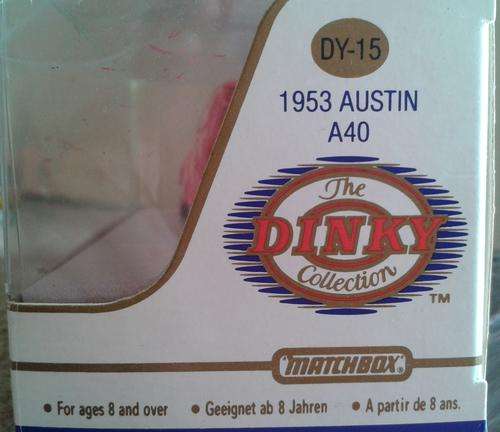 DY-15
1953 AUSTIN
A40
The
DINKY
Collection
TM
MATCHBOX®
• For ages 8 and over • Geeignet ab 8 Jahren • A partir de 8 ans.